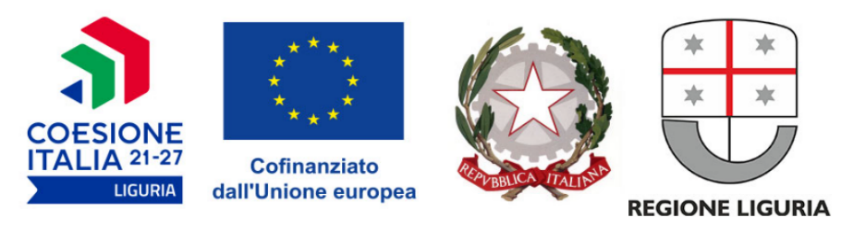 COESIONE
ITALIA 21-27
LIGURIA
Cofinanziato
dall'Unione europea
REPVBBLICA ITALIANA
REGIONE LIGURIA